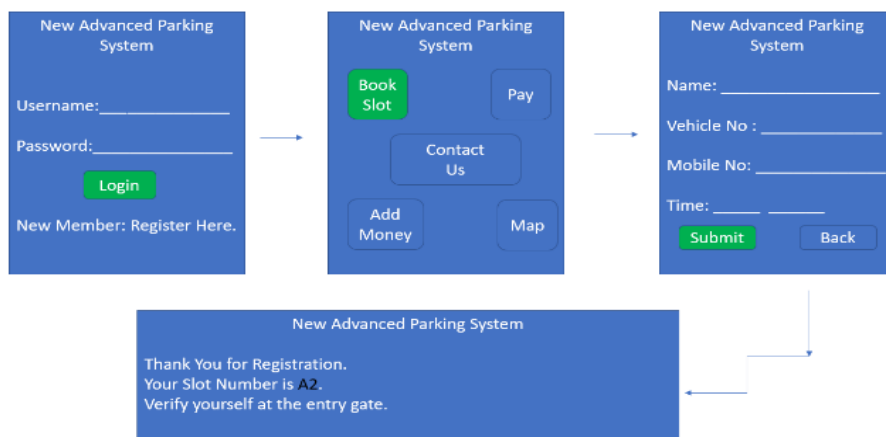 New Advanced Parking
System
Username:_______________
Password:________________
Login
New Member: Register Here.
New Advanced Parking
System
Book
Slot
Pay
Contact
Us
Add
Money
Map
New Advanced Parking
System
Name: __________________
Vehicle No : ______________
Mobile No: _______________
Time: _____ ______
Submit
Back
New Advanced Parking System
Thank You for Registration.
Your Slot Number is A2.
Verify yourself at the entry gate.